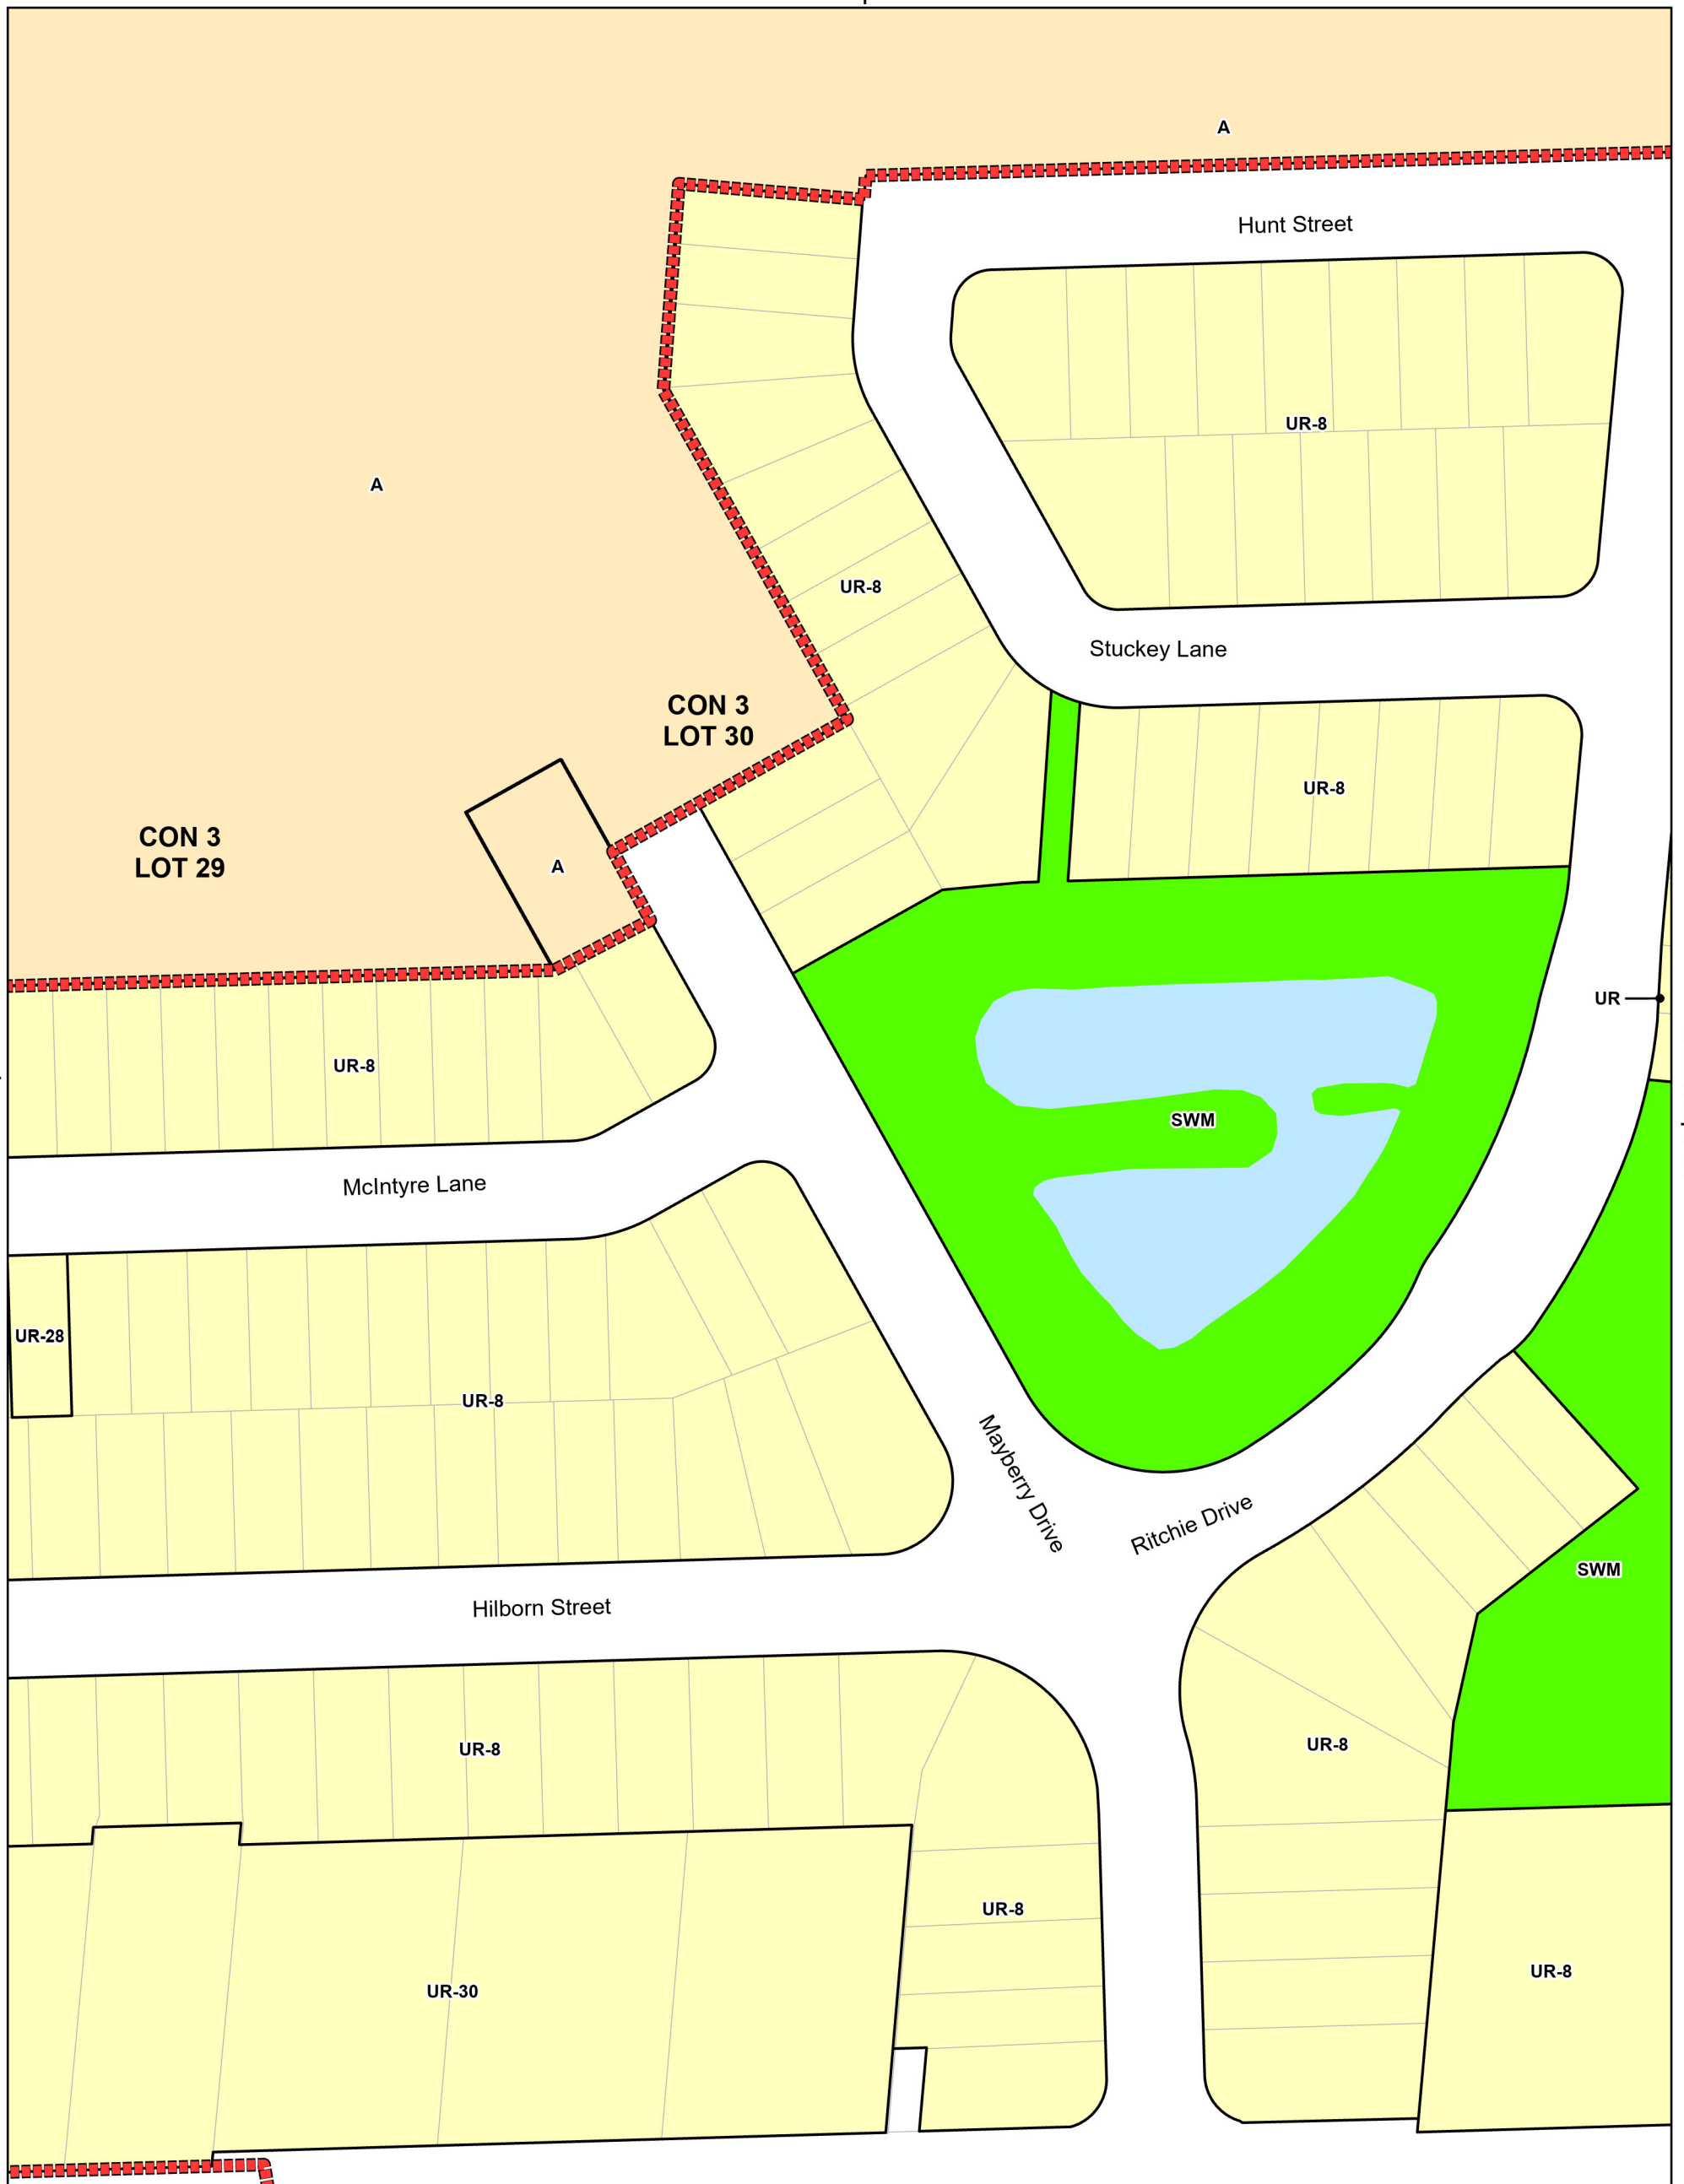 A
Hunt Street
UR-8
A
UR-8
Stuckey Lane
CON 3
LOT 30
UR-8
CON 3
LOT 29
A
UR
UR-8
SWM
McIntyre Lane
UR-28
UR-8
Mayberry Drive
Ritchie Drive
SWM
Hilborn Street
UR-8
UR-8
UR-8
UR-8
UR-30